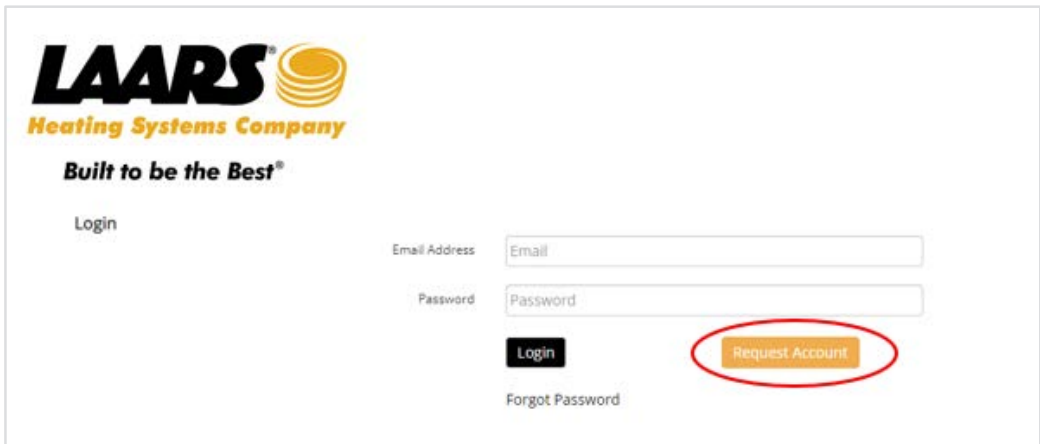 LAARS®
Heating Systems Company
Built to be the Best®
Login
Email Address Email
Password Password
Login Request Account
Forgot Password